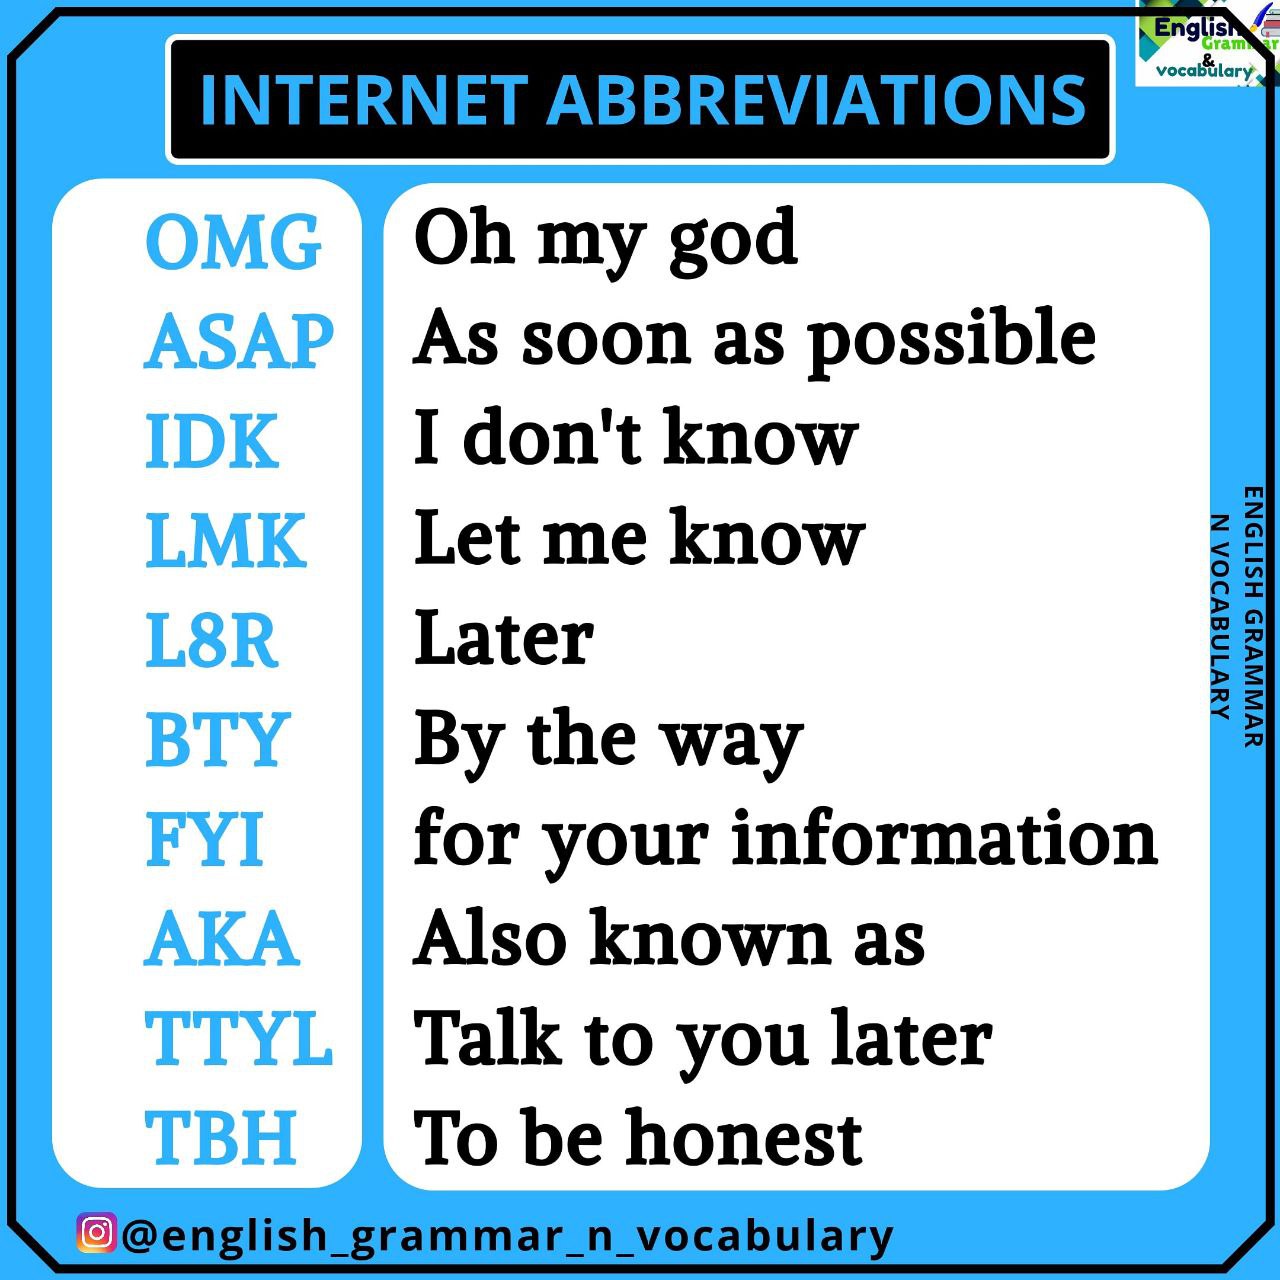 English
Grammar
&
vocabulary
INTERNET ABBREVIATIONS
OMG Oh my god
ASAP As soon as possible
IDK I don't know
LMK Let me know
L8R Later
BTY By the way
FYI for your information
AKA Also known as
TTYL Talk to you later
TBH To be honest
ENGLISH GRAMMAR
N VOCABULARY
@english_grammar_n_vocabulary